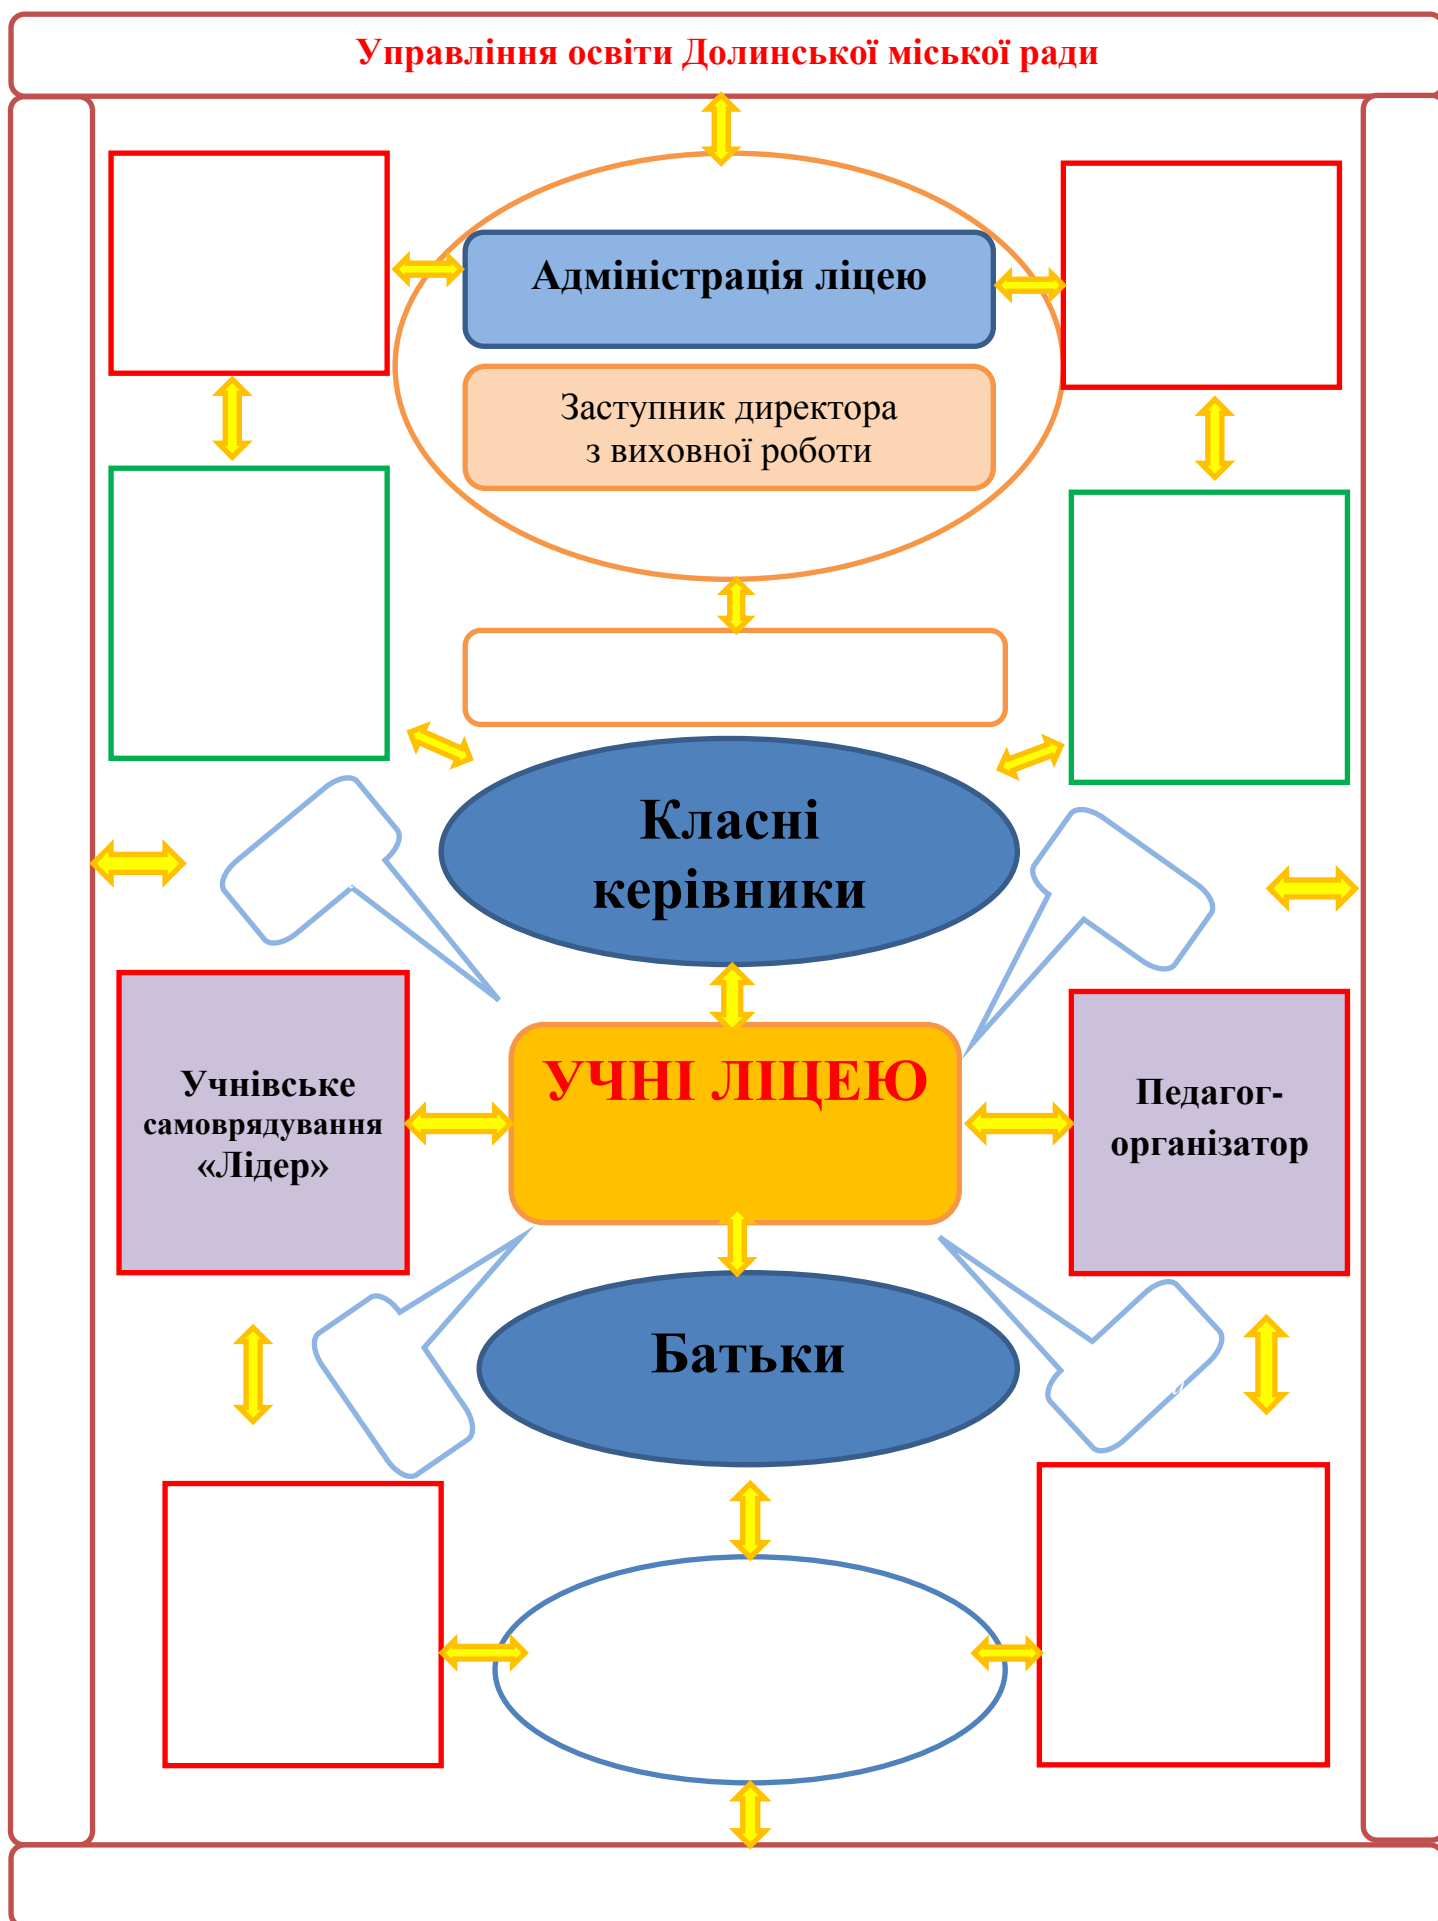 Управління освіти Долинської міської ради
Адміністрація ліцею
Заступник директора
з виховної роботи
Класні
керівники
Учнівське
самоврядування
«Лідер»
УЧНІ ЛІЦЕЮ
Педагог-
організатор
Батьки